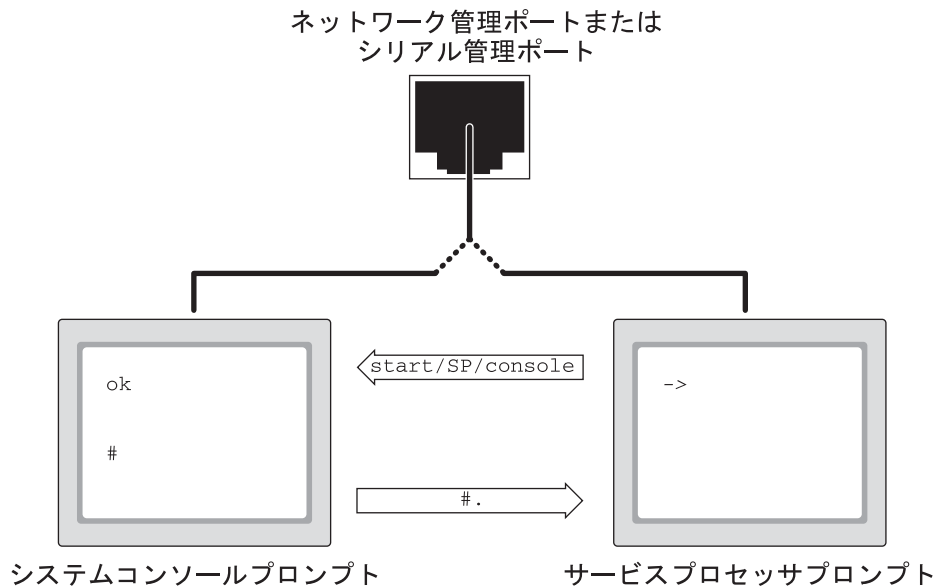 ネットワーク管理ポートまたは
シリアル管理ポート
start/SP/console
ok
->
#
#.
システムコンソールプロンプト
サービスプロセッサプロンプト